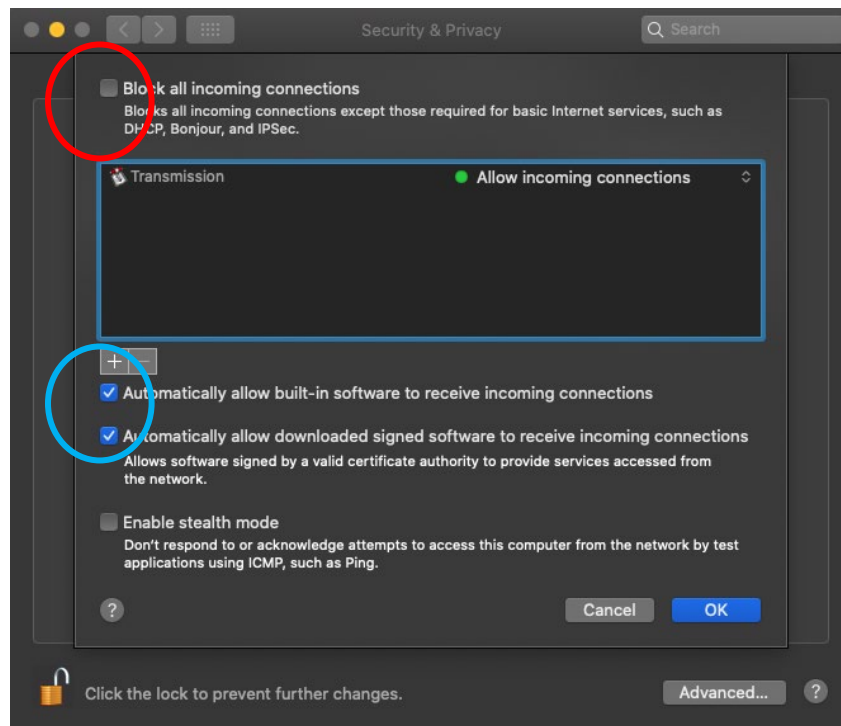 Security & Privacy
Search
Block all incoming connections
Blocks all incoming connections except those required for basic Internet services, such as
DHCP, Bonjour, and IPSec.
Transmission
Allow incoming connections
+ −
Automatically allow built-in software to receive incoming connections
Automatically allow downloaded signed software to receive incoming connections
Allows software signed by a valid certificate authority to provide services accessed from
the network.
Enable stealth mode
Don't respond to or acknowledge attempts to access this computer from the network by test
applications using ICMP, such as Ping.
?
Cancel
OK
Click the lock to prevent further changes.
Advanced...
?